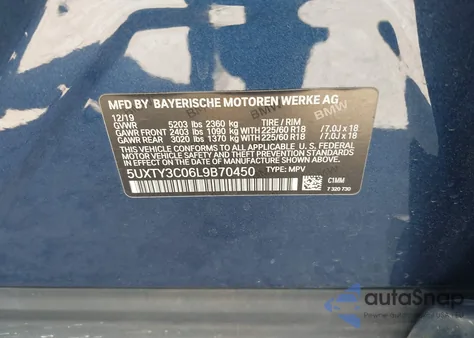 MFD BY BAYERISCHE MOTOREN WERKE AG
12/19
GVWR 5203 lbs 2360 kg TIRE / RIM
GAWR FRONT 2403 lbs 1090 kg WITH 225/60 R18 / 7.0J x 18
GAWR REAR 3020 lbs 1370 kg WITH 225/60 R18 / 7.0J x 18
THIS VEHICLE CONFORMS TO ALL APPLICABLE U. S. FEDERAL
MOTOR VEHICLE SAFETY AND THEFT PREVENTION STANDARDS
IN EFFECT ON THE DATE OF MANUFACTURE SHOWN ABOVE.
5UXTY3C06L9B70450 TYPE: MPV
C1MM
7 320 730
BMW
autoSnap